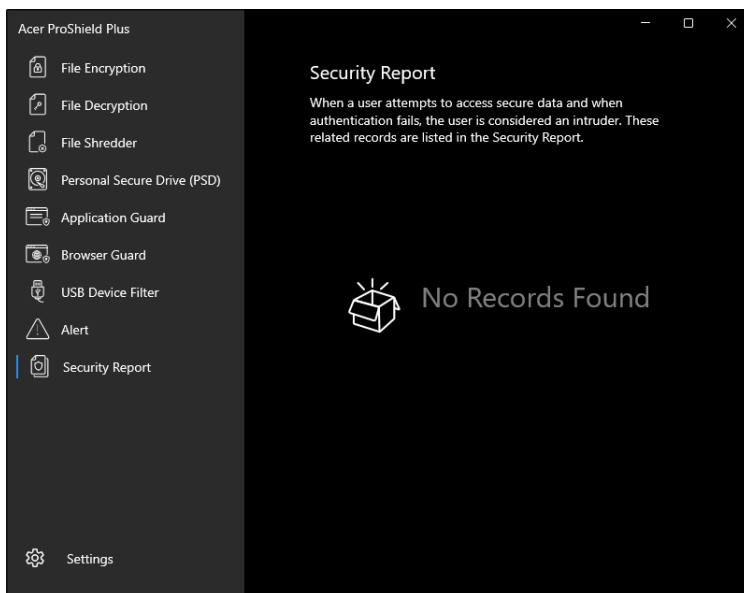 Acer ProShield Plus
File Encryption
File Decryption
File Shredder
Personal Secure Drive (PSD)
Application Guard
Browser Guard
USB Device Filter
Alert
Security Report
Settings
Security Report
When a user attempts to access secure data and when
authentication fails, the user is considered an intruder. These
related records are listed in the Security Report.
No Records Found